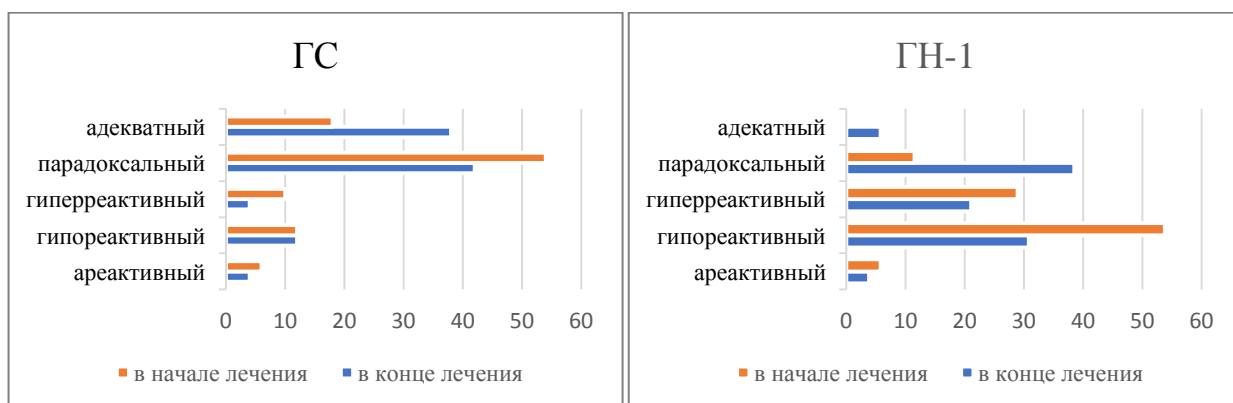 ГС
адекватный
парадоксальный
гиперреактивный
гипореактивный
ареактивный
0 10 20 30 40 50 60
в начале лечения в конце лечения
ГН-1
адекатный
парадоксальный
гиперреактивный
гипореактивный
ареактивный
0 10 20 30 40 50 60
в начале лечения в конце лечения